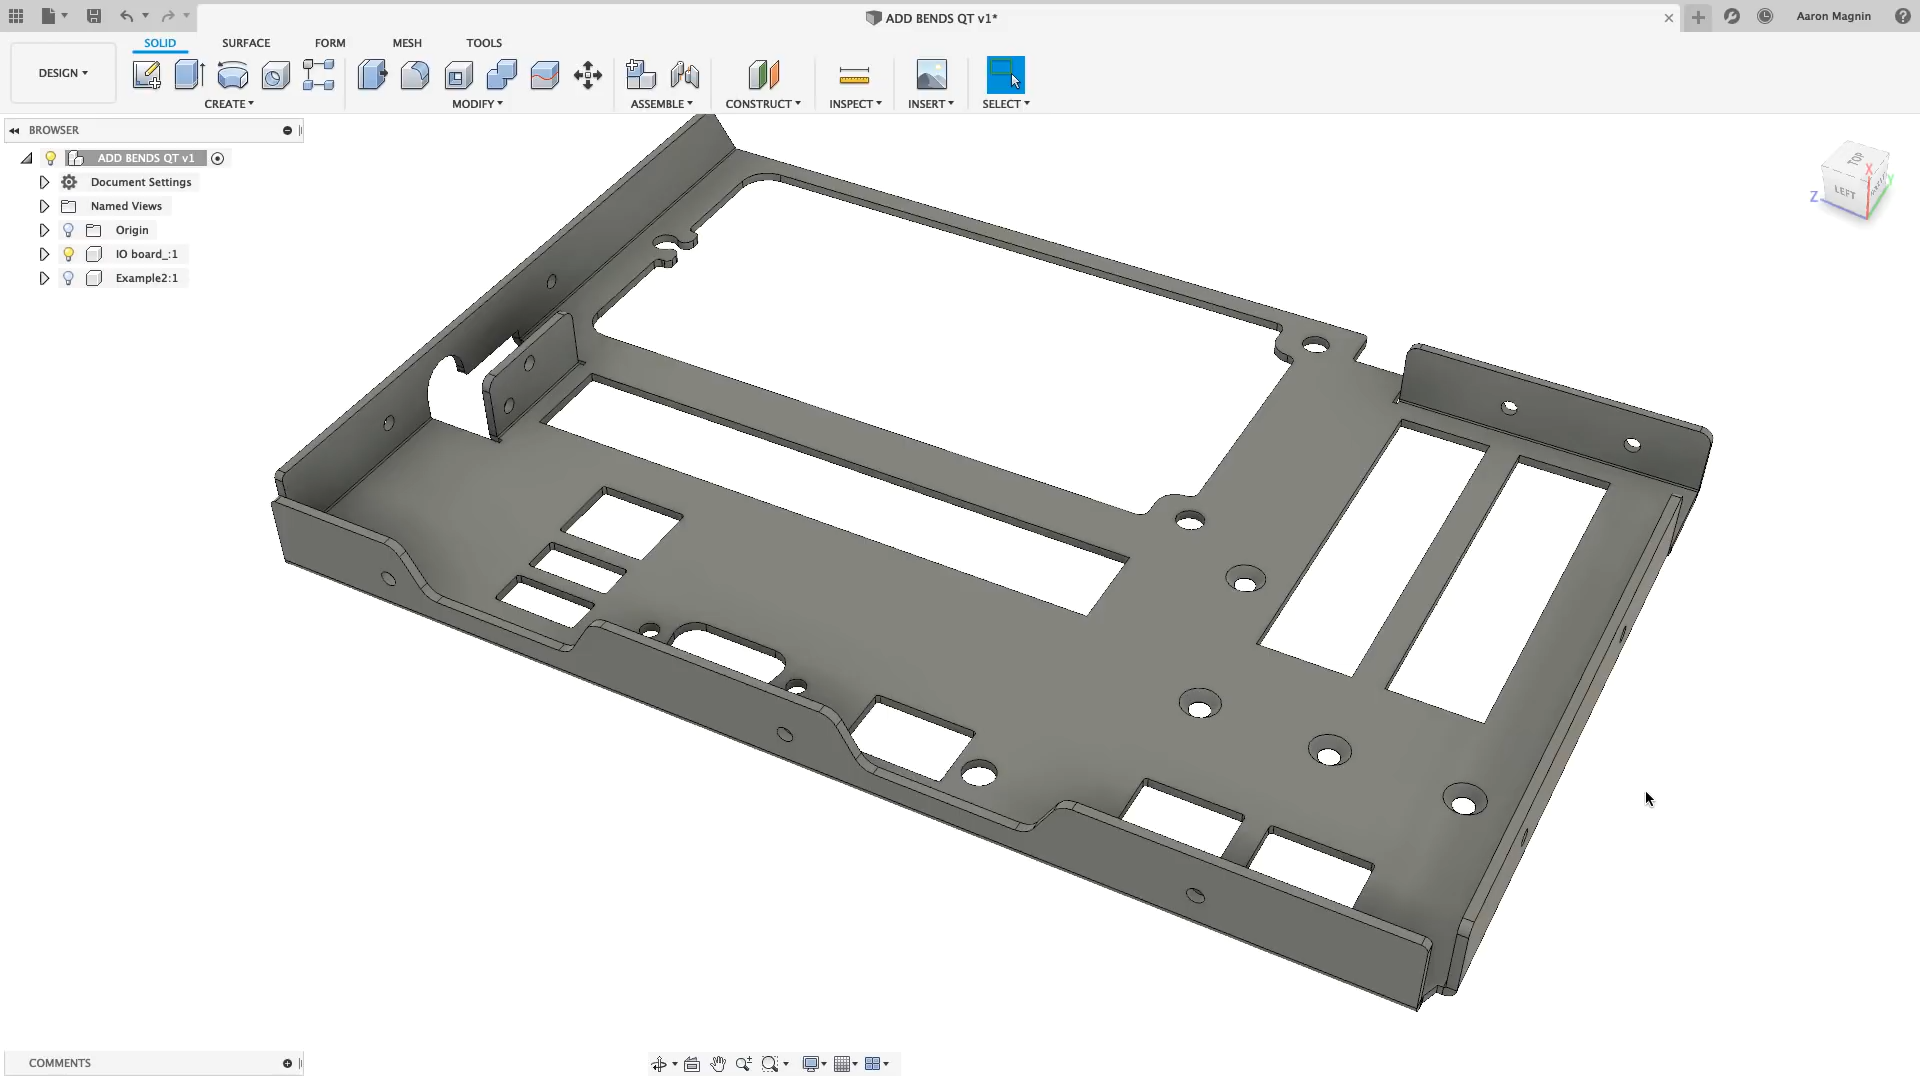 ADD BENDS QT v1*
Aaron Magnin
SOLID
SURFACE
FORM
MESH
TOOLS
DESIGN
CREATE
MODIFY
ASSEMBLE
CONSTRUCT
INSPECT
INSERT
SELECT
BROWSER
ADD BENDS QT v1
Document Settings
Named Views
Origin
IO board_:1
Example2:1
TOP
LEFT
X
Y
Z
COMMENTS